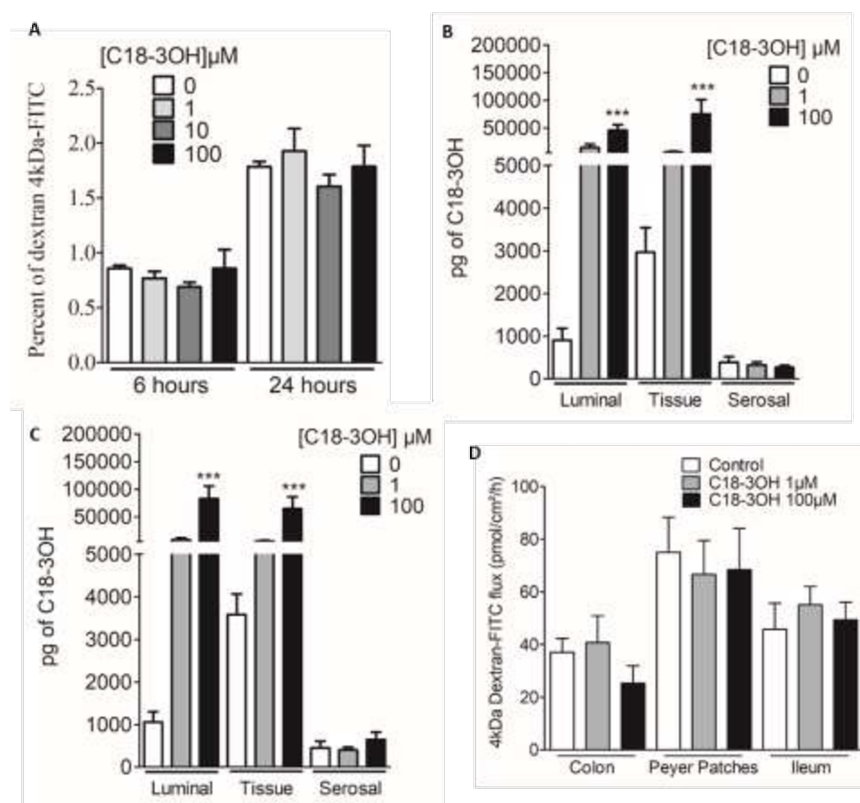 A
[C18-3OH]µM
0
1
10
100
Percent of dextran 4kDa-FITC
2.5
2.0
1.5
1.0
0.5
0.0
6 hours
24 hours
B
[C18-3OH] µM
0
1
100
pg of C18-3OH
200000
150000
100000
50000
5000
4000
3000
2000
1000
0
***
***
Luminal
Tissue
Serosal
C
[C18-3OH] µM
0
1
100
pg of C18-3OH
200000
150000
100000
50000
5000
4000
3000
2000
1000
0
***
***
Luminal
Tissue
Serosal
D
Control
C18-3OH 1µM
C18-3OH 100µM
4kDa Dextran-FITC flux (pmol/cm²/h)
100
80
60
40
20
0
Colon
Peyer Patches
Ileum